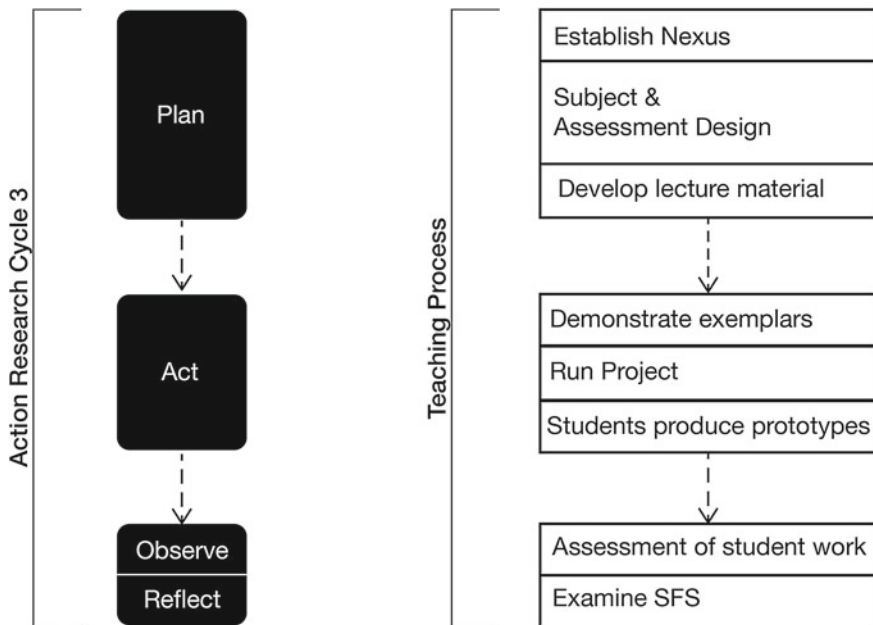 Action Research Cycle 3
Plan
Act
Observe
Reflect
Teaching Process
Establish Nexus
Subject &
Assessment Design
Develop lecture material
Demonstrate exemplars
Run Project
Students produce prototypes
Assessment of student work
Examine SFS